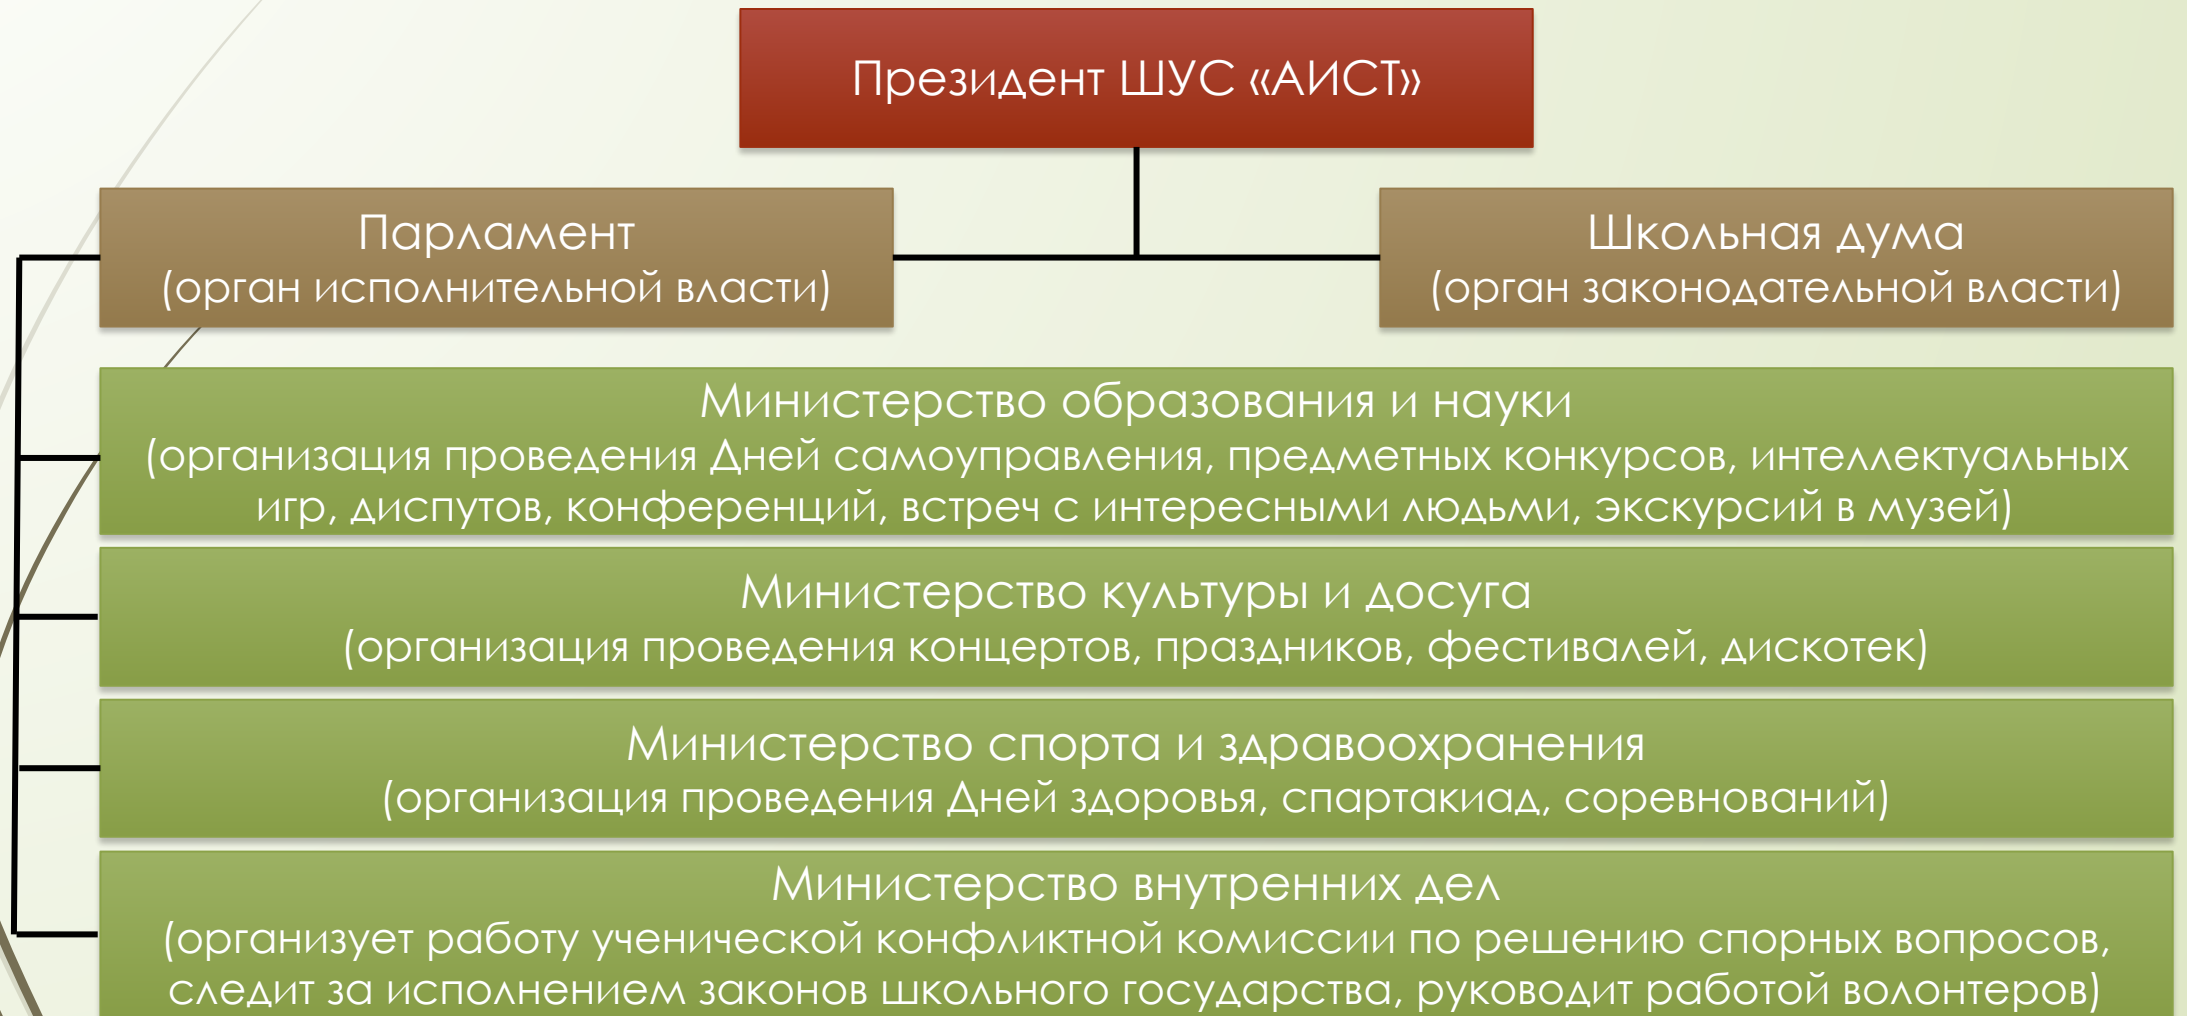 Президент ШУС «АИСТ»
Парламент
(орган исполнительной власти)
Школьная дума
(орган законодательной власти)
Министерство образования и науки
(организация проведения Дней самоуправления, предметных конкурсов, интеллектуальных
игр, диспутов, конференций, встреч с интересными людьми, экскурсий в музей)
Министерство культуры и досуга
(организация проведения концертов, праздников, фестивалей, дискотек)
Министерство спорта и здравоохранения
(организация проведения Дней здоровья, спартакиад, соревнований)
Министерство внутренних дел
(организует работу ученической конфликтной комиссии по решению спорных вопросов,
следит за исполнением законов школьного государства, руководит работой волонтеров)